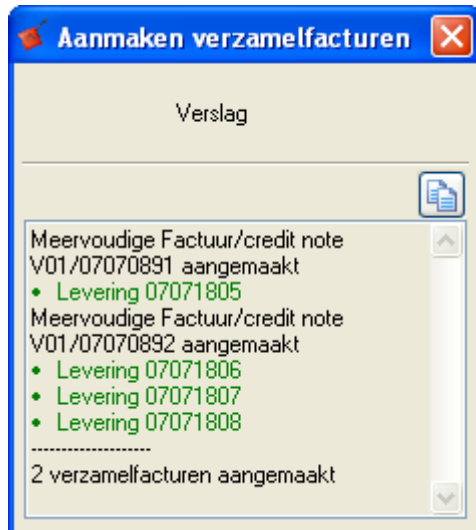 Aanmaken verzamelfacturen
Verslag
Meervoudige Factuur/credit note
V01/07070891 aangemaakt
• Levering 07071805
Meervoudige Factuur/credit note
V01/07070892 aangemaakt
• Levering 07071806
• Levering 07071807
• Levering 07071808
--------------------
2 verzamelfacturen aangemaakt